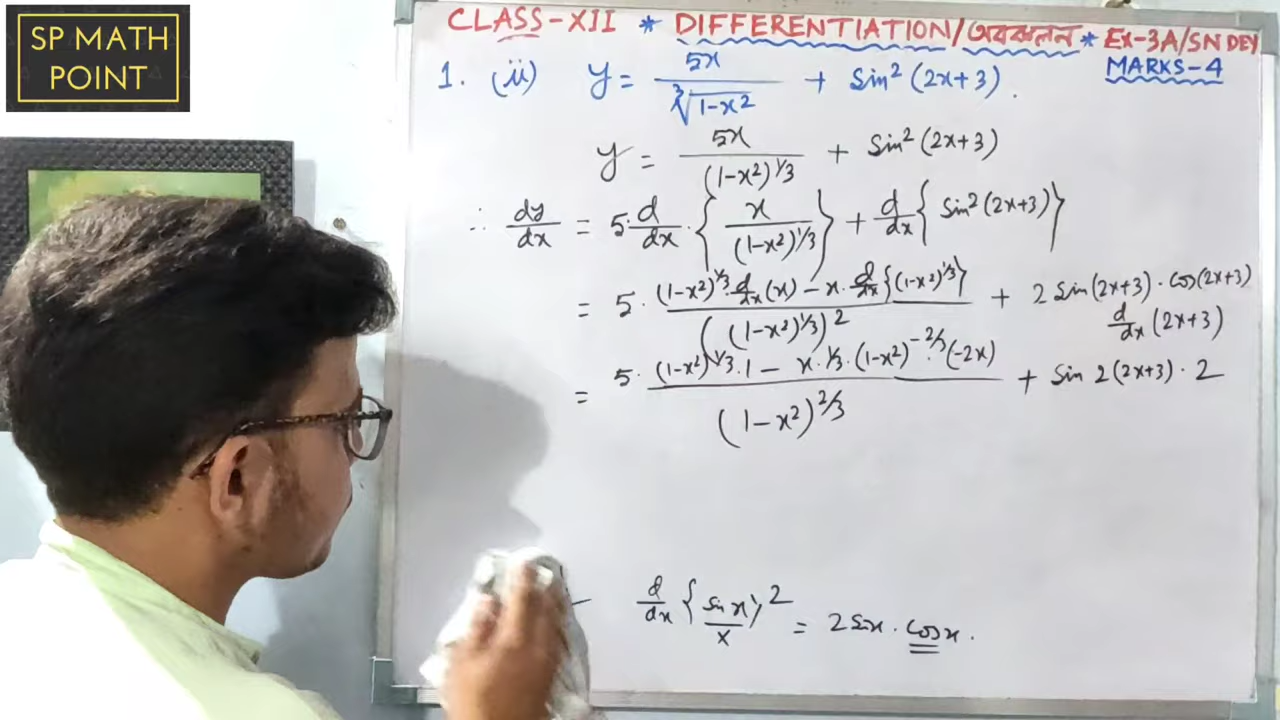 SP MATH
POINT
CLASS-XII * DIFFERENTIATION/অবকলন * Ex-3A/SN DEY
MARKS-4
1. (ii) y = 5x / ∛(1-x²) + Sin² (2x+3).
y = 5x / (1-x²)^1/3 + Sin² (2x+3)
∴ dy/dx = 5·d/dx·{x / (1-x²)^1/3} + d/dx{Sin² (2x+3)}
= 5· ((1-x²)^1/3·d/dx(x) - x·d/dx{(1-x²)^1/3}) / ((1-x²)^1/3)² + 2 Sin(2x+3)·cos(2x+3) d/dx(2x+3)
= 5· ((1-x²)^1/3·1 - x·1/3·(1-x²)^-2/3·(-2x)) / (1-x²)^2/3 + Sin 2(2x+3)·2
d/dx {Sin x / x}² = 2 Sin x · cos x.